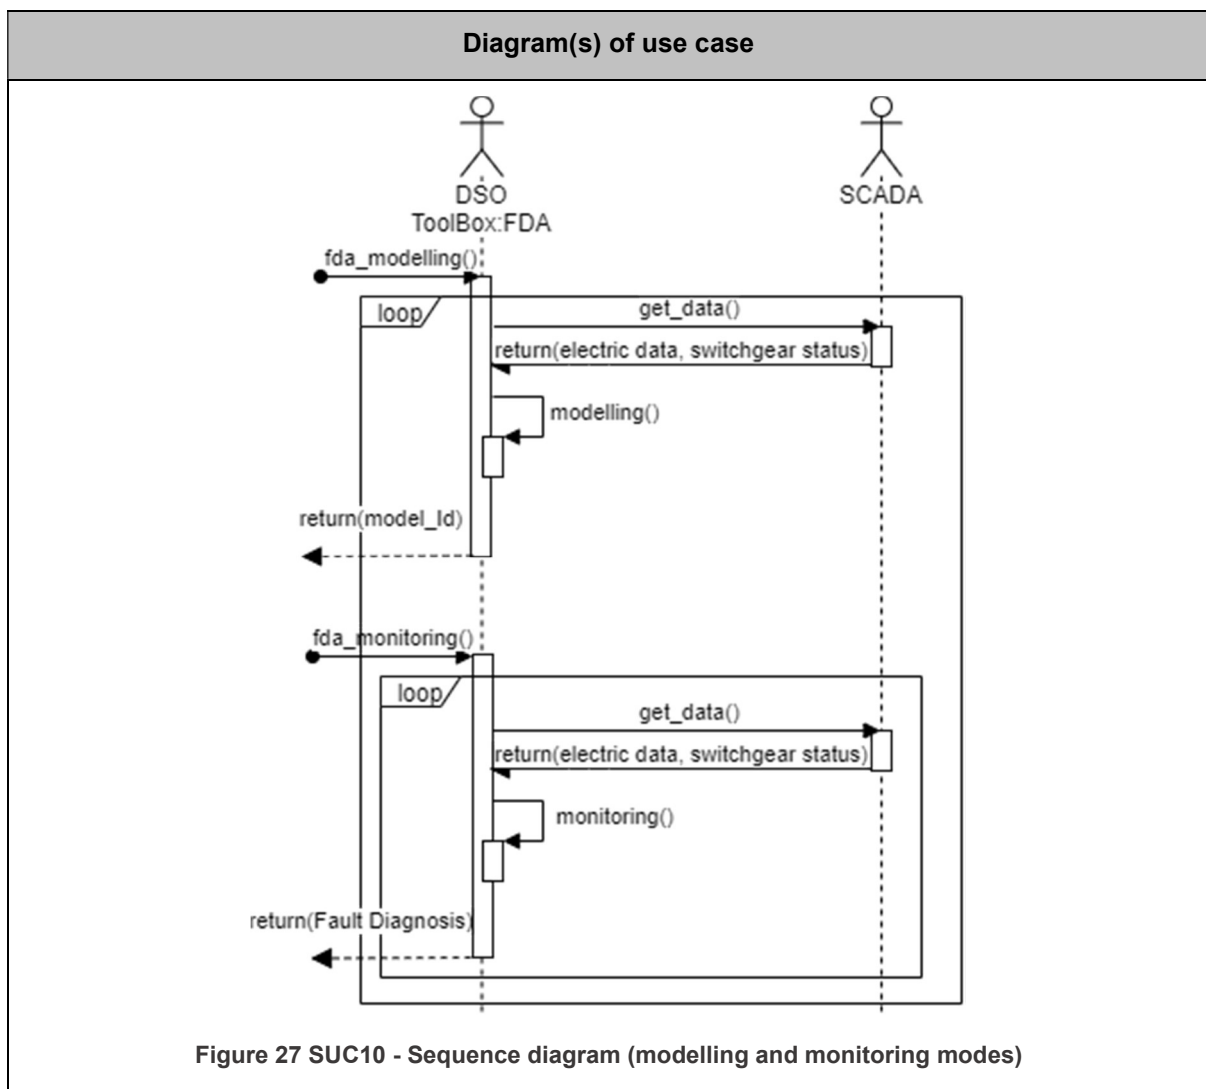 Diagram(s) of use case
DSO
ToolBox:FDA
SCADA
fda_modelling()
loop
get_data()
return(electric data, switchgear status)
modelling()
return(model_Id)
fda_monitoring()
loop
get_data()
return(electric data, switchgear status)
monitoring()
return(Fault Diagnosis)
Figure 27 SUC10 - Sequence diagram (modelling and monitoring modes)